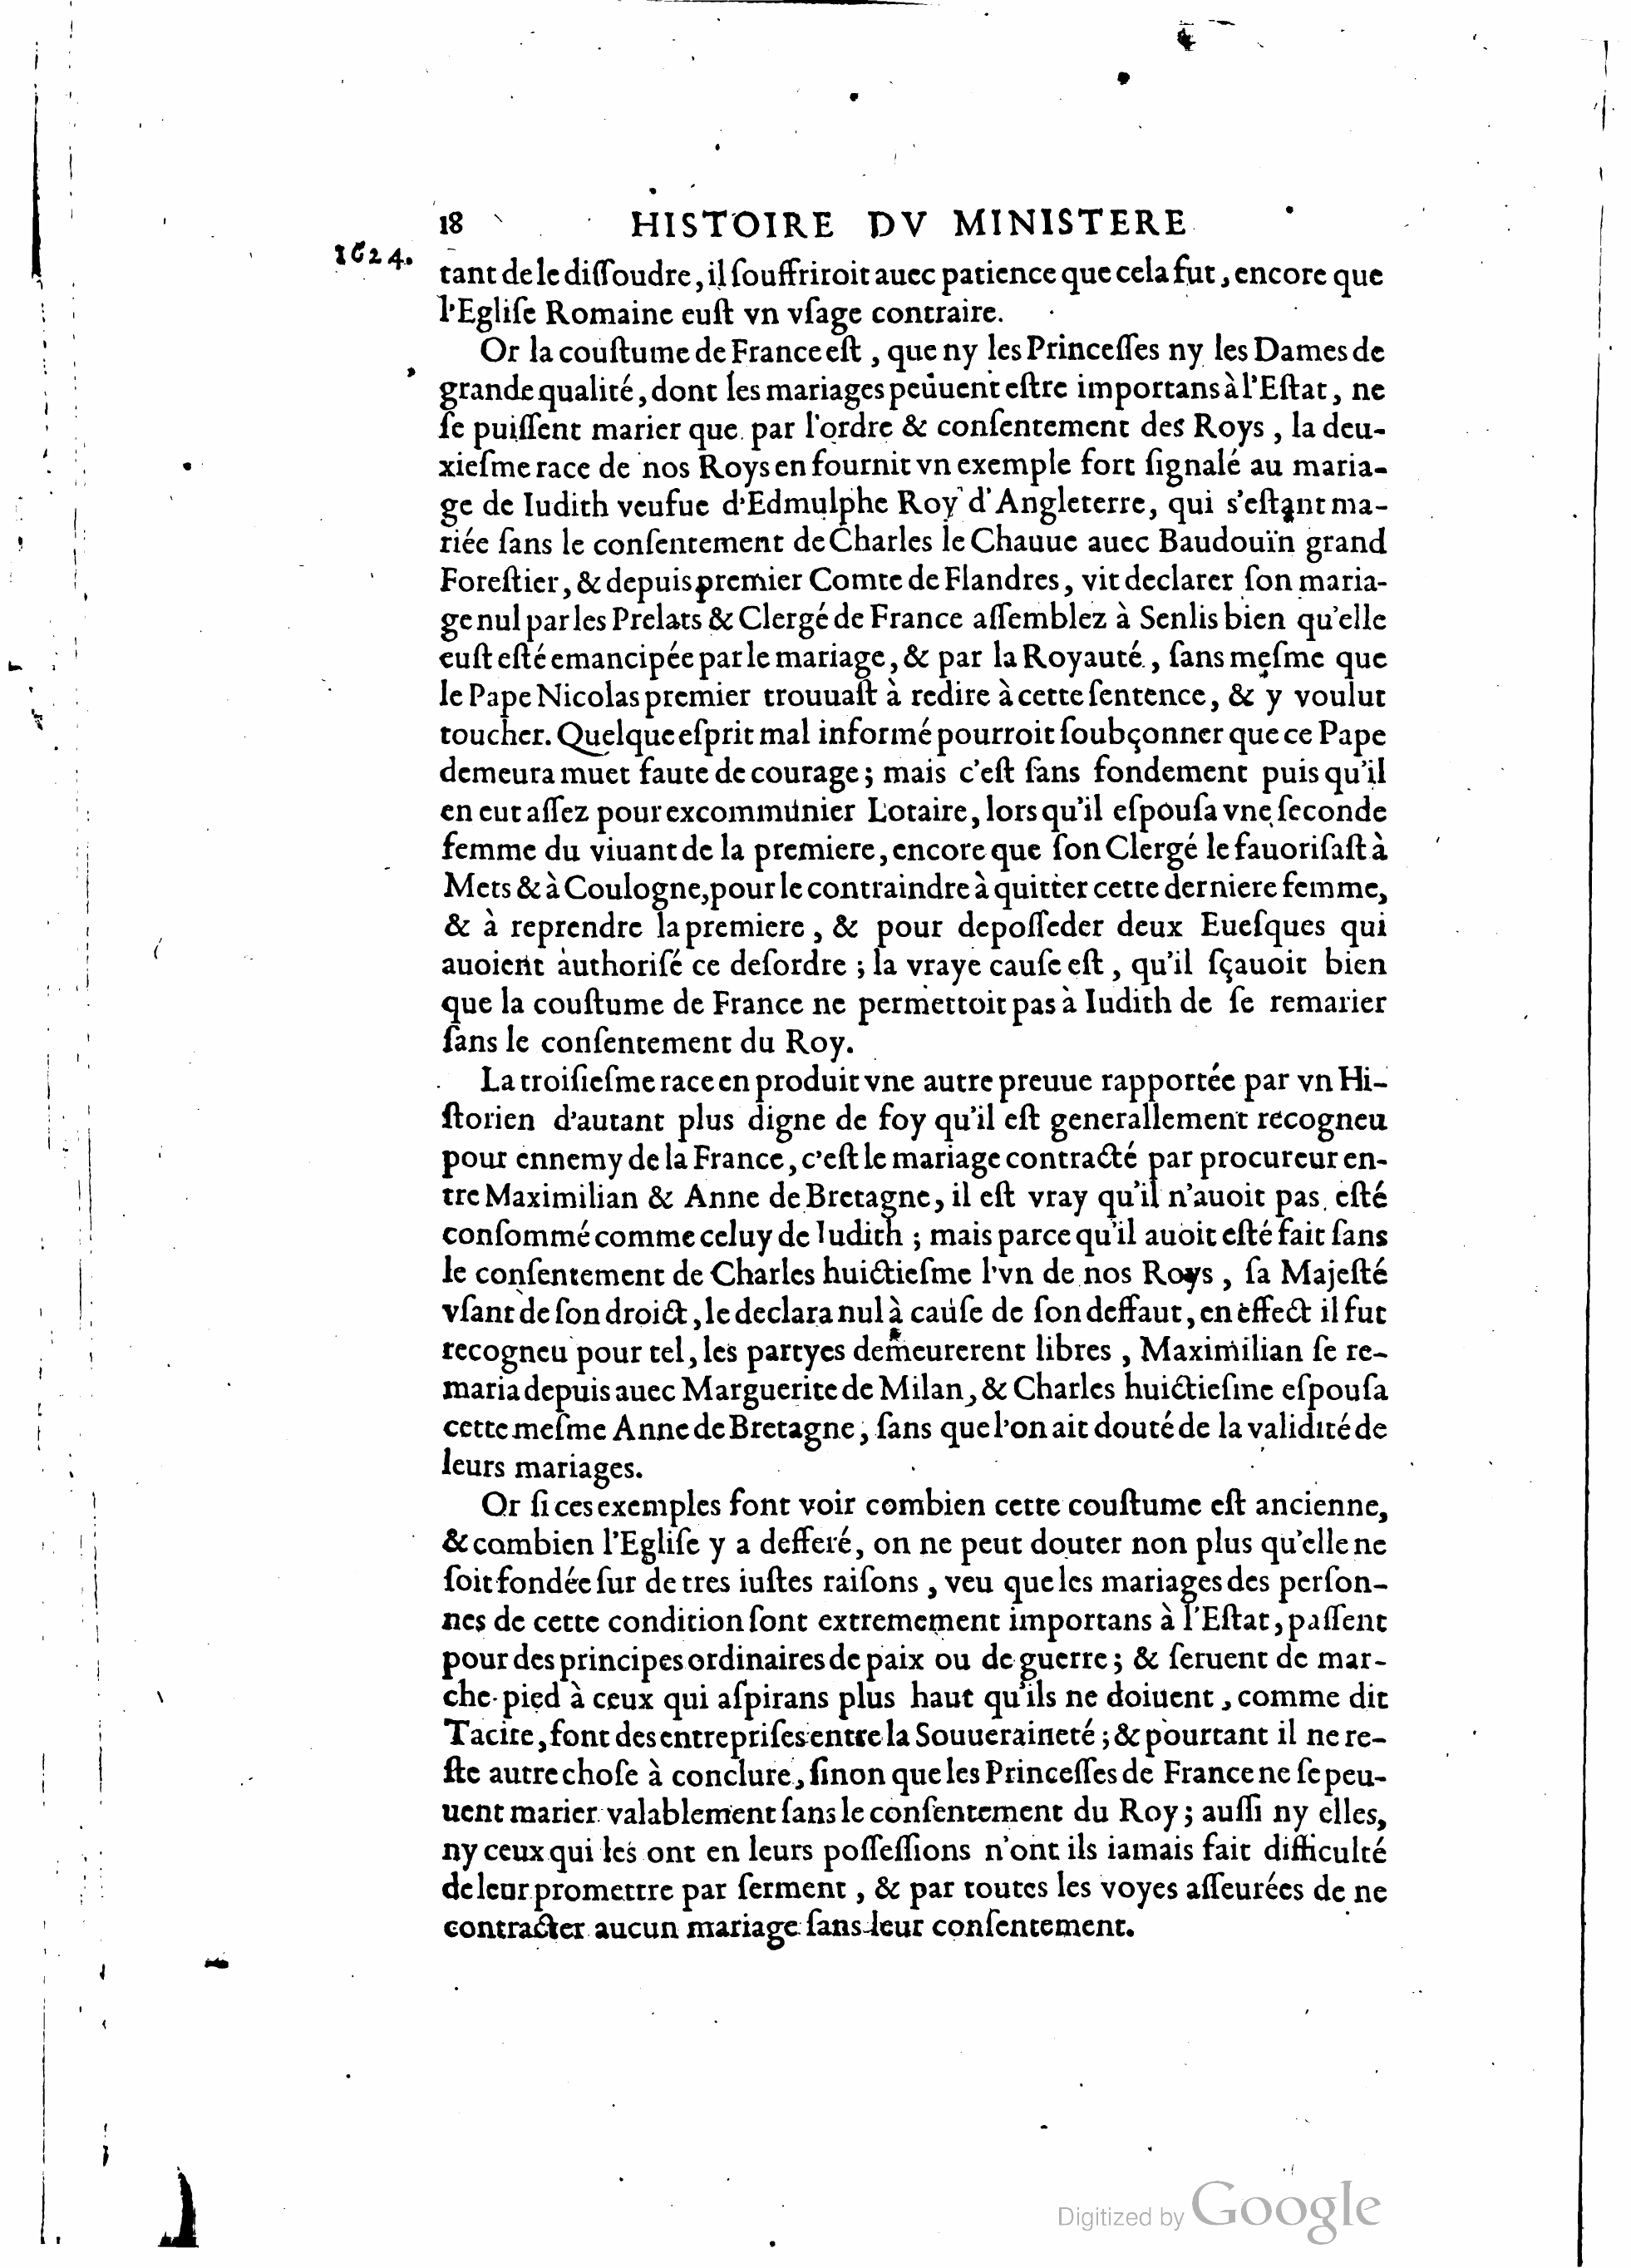 18 HISTOIRE DV MINISTERE
1624.
tant de le diſſoudre, il ſouffriroit auec patience que cela fut, encore que
l'Egliſe Romaine euſt vn vſage contraire.
Or la couſtume de France eſt, que ny les Princeſſes ny les Dames de
grande qualité, dont les mariages peuuent eſtre importans à l'Eſtat, ne
ſe puiſſent marier que par l'ordre & conſentement des Roys, la deu-
xieſme race de nos Roys en fournit vn exemple fort ſignalé au maria-
ge de Iudith veufue d'Edmulphe Roy d'Angleterre, qui s'eſtant ma-
riée ſans le conſentement de Charles le Chauue auec Baudouïn grand
Foreſtier, & depuis premier Comte de Flandres, vit declarer ſon maria-
ge nul par les Prelats & Clergé de France aſſemblez à Senlis bien qu'elle
euſt eſté emancipée par le mariage, & par la Royauté, ſans meſme que
le Pape Nicolas premier trouuaſt à redire à cette ſentence, & y voulut
toucher. Quelque eſprit mal informé pourroit ſoubçonner que ce Pape
demeura muet faute de courage; mais c'eſt ſans fondement puis qu'il
en eut aſſez pour excommunier Lotaire, lors qu'il eſpouſa vne ſeconde
femme du viuant de la premiere, encore que ſon Clergé le fauoriſaſt à
Mets & à Coulogne, pour le contraindre à quitter cette derniere femme,
& à reprendre la premiere, & pour depoſſeder deux Eueſques qui
auoient authoriſé ce deſordre; la vraye cauſe eſt, qu'il ſçauoit bien
que la couſtume de France ne permettoit pas à Iudith de ſe remarier
ſans le conſentement du Roy.
La troiſieſme race en produit vne autre preuue rapportée par vn Hi-
ſtorien d'autant plus digne de foy qu'il eſt generallement recogneu
pour ennemy de la France, c'eſt le mariage contracté par procureur en-
tre Maximilian & Anne de Bretagne, il eſt vray qu'il n'auoit pas eſté
conſommé comme celuy de Iudith; mais parce qu'il auoit eſté fait ſans
le conſentement de Charles huictieſme l'vn de nos Roys, ſa Majeſté
vſant de ſon droict, le declara nul à cauſe de ſon deffaut, en effect il fut
recogneu pour tel, les partyes demeurerent libres, Maximilian ſe re-
maria depuis auec Marguerite de Milan, & Charles huictieſme eſpouſa
cette meſme Anne de Bretagne, ſans que l'on ait douté de la validité de
leurs mariages.
Or ſi ces exemples font voir combien cette couſtume eſt ancienne,
& combien l'Egliſe y a defferé, on ne peut douter non plus qu'elle ne
ſoit fondée ſur de tres iuſtes raiſons, veu que les mariages des perſon-
nes de cette condition ſont extremement importans à l'Eſtat, paſſent
pour des principes ordinaires de paix ou de guerre; & ſeruent de mar-
che-pied à ceux qui aſpirans plus haut qu'ils ne doiuent, comme dit
Tacite, font des entrepriſes entre la Souueraineté; & pourtant il ne re-
ſte autre choſe à conclure, ſinon que les Princeſſes de France ne ſe peu-
uent marier valablement ſans le conſentement du Roy; auſſi ny elles,
ny ceux qui les ont en leurs poſſeſſions n'ont ils iamais fait difficulté
de leur promettre par ſerment, & par toutes les voyes aſſeurées de ne
contracter aucun mariage ſans leur conſentement.
Digitized by Google